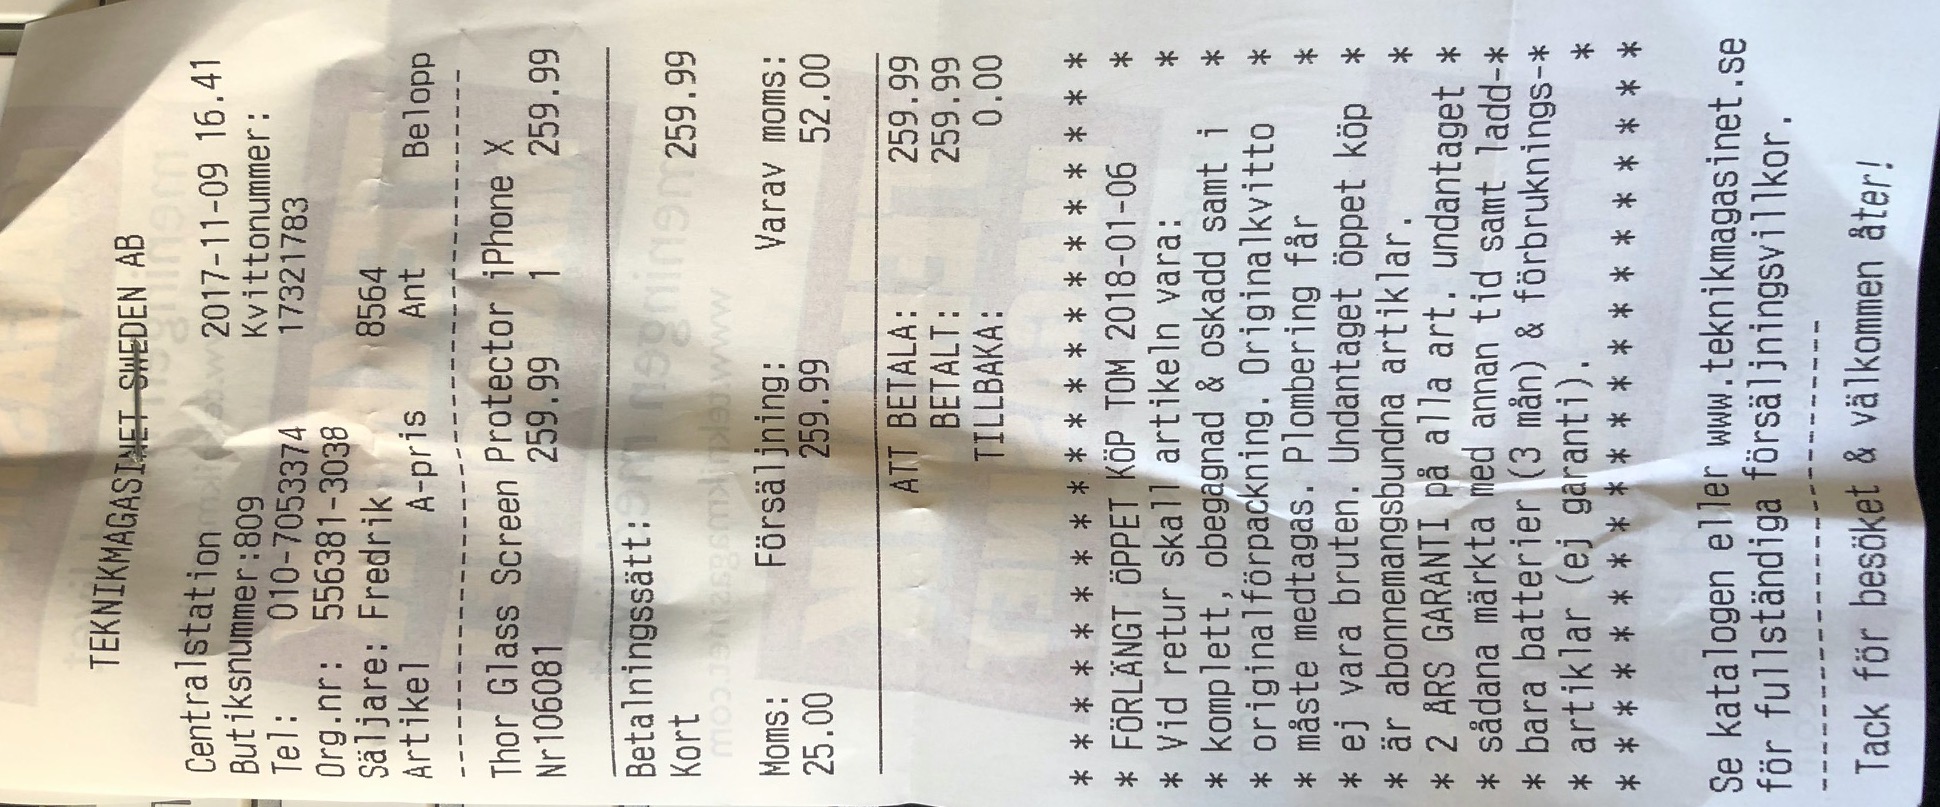 TEKNIKMAGASINET SWEDEN AB
Centralstation 2017-11-09 16.41
Butiksnummer:809 Kvittonummer:
Tel: 010-7053374 17321783
Org.nr: 556381-3038
Säljare: Fredrik 8564
Artikel A-pris Ant Belopp
Thor Glass Screen Protector iPhone X
Nr106081 259.99 1 259.99
Betalningssätt:
Kort 259.99
Moms: Försäljning: Varav moms:
25.00 259.99 52.00
ATT BETALA: 259.99
BETALT: 259.99
TILLBAKA: 0.00
* * * * * * * * * * * * * * * * * * * * *
* FÖRLÄNGT ÖPPET KÖP TOM 2018-01-06 *
* Vid retur skall artikeln vara: *
* komplett, obegagnad & oskadd samt i *
* originalförpackning. Originalkvitto *
* måste medtagas. Plombering får *
* ej vara bruten. Undantaget öppet köp *
* är abonnemangsbundna artiklar. *
* 2 ÅRS GARANTI på alla art. undantaget *
* sådana märkta med annan tid samt ladd-*
* bara batterier (3 mån) & förbruknings-*
* artiklar (ej garanti). *
* * * * * * * * * * * * * * * * * * * * *
Se katalogen eller www.teknikmagasinet.se
för fullständiga försäljningsvillkor.
Tack för besöket & välkommen åter!